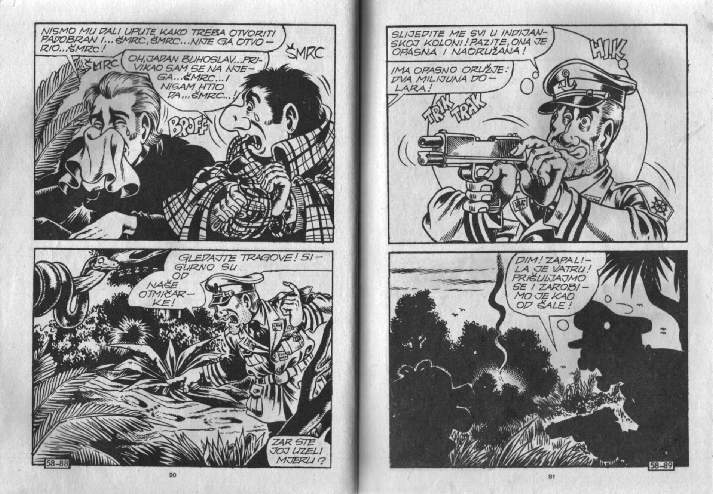 NISMO MU DALI UPUTE KAKO TREBA OTVORITI
PADOBRAN I... ŠMRC, ŠMRC... NIJE GA OTVO-
RIO... ŠMRC!
ŠMRC
OH, JADAN BUHOSLAV... PRI-
VIKAO SAM SE NA NJE-
GA... ŠMRC...!
NISAM HTIO
DA... ŠMRC!
ŠMRC
BROFF
GLEDAJTE TRAGOVE! SI-
GURNO SU
OD
NAŠE
OTMIČAR-
KE!
ZAR STE
JOJ UZELI
MJERU?
58-88
90
SLIJEDITE ME SVI U INDIJAN-
SKOJ KOLONI! PAZITE, ONA JE
OPASNA I NAORUŽANA!
HIK
IMA OPASNO ORUŽJE:
DVA MILIJUNA DO-
LARA!
TRIK
TRAK
DIM! ZAPALI-
LA JE VATRU!
PRIŠULJAJMO
SE I ZAROBI-
MO JE KAO
OD ŠALE!
58-89
91